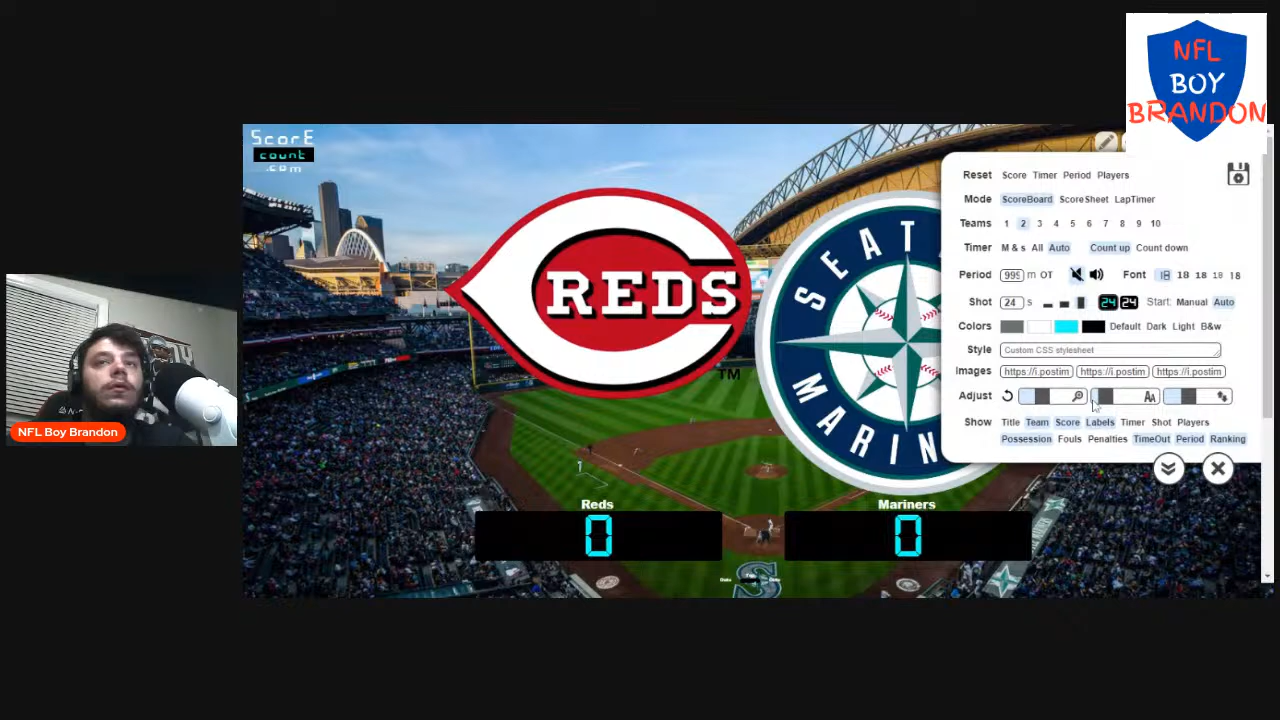 NFL
BOY
BRANDON
ScorE
count
.com
REDS
TM
SEAT
MARIN
Reset Score Timer Period Players
Mode ScoreBoard ScoreSheet LapTimer
Teams 1 2 3 4 5 6 7 8 9 10
Timer M & s All Auto Count up Count down
Period 999 m OT Font 18 18 18 18 18
Shot 24 s 24 24 Start: Manual Auto
Colors Default Dark Light B&w
Style Custom CSS stylesheet
Images https://i.postim https://i.postim https://i.postim
Adjust AA
Show Title Team Score Labels Timer Shot Players
Possession Fouls Penalties TimeOut Period Ranking
NFL Boy Brandon
Reds Mariners
0 0
S